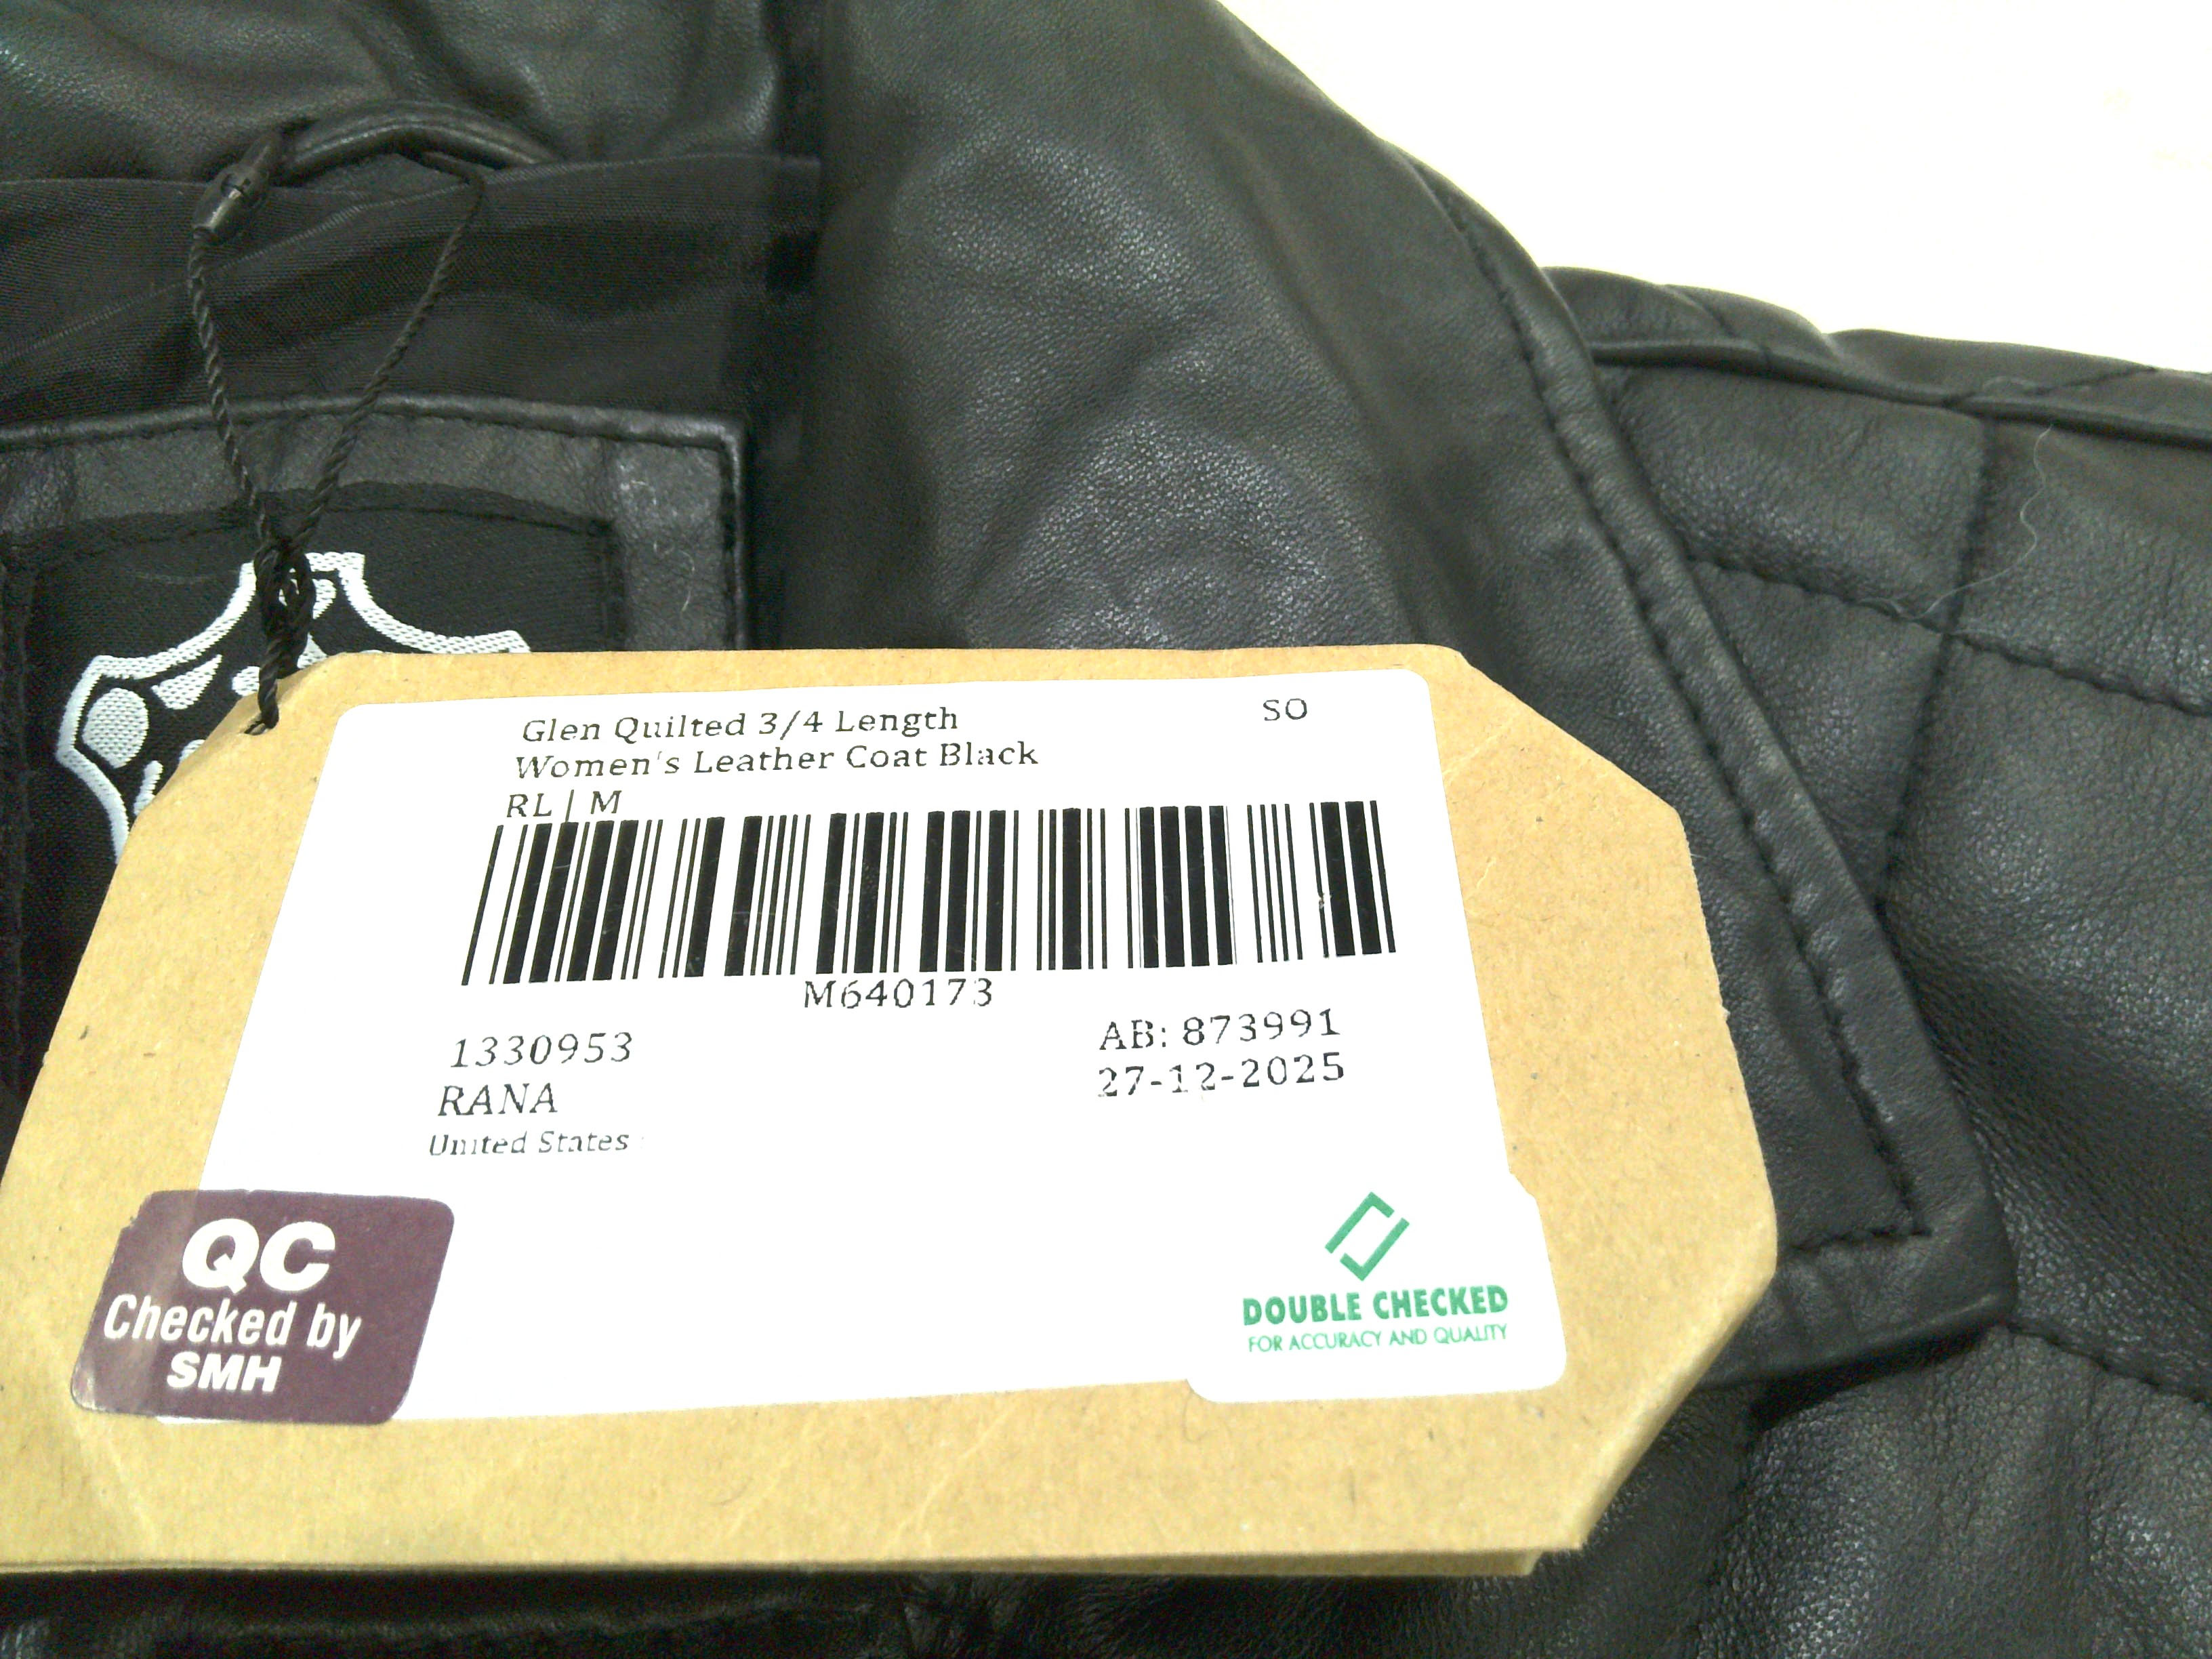 Glen Quilted 3/4 Length
SO
Women's Leather Coat Black
RL | M
M640173
1330953
AB: 873991
RANA
27-12-2025
United States
QC
Checked by
SMH
DOUBLE CHECKED
FOR ACCURACY AND QUALITY